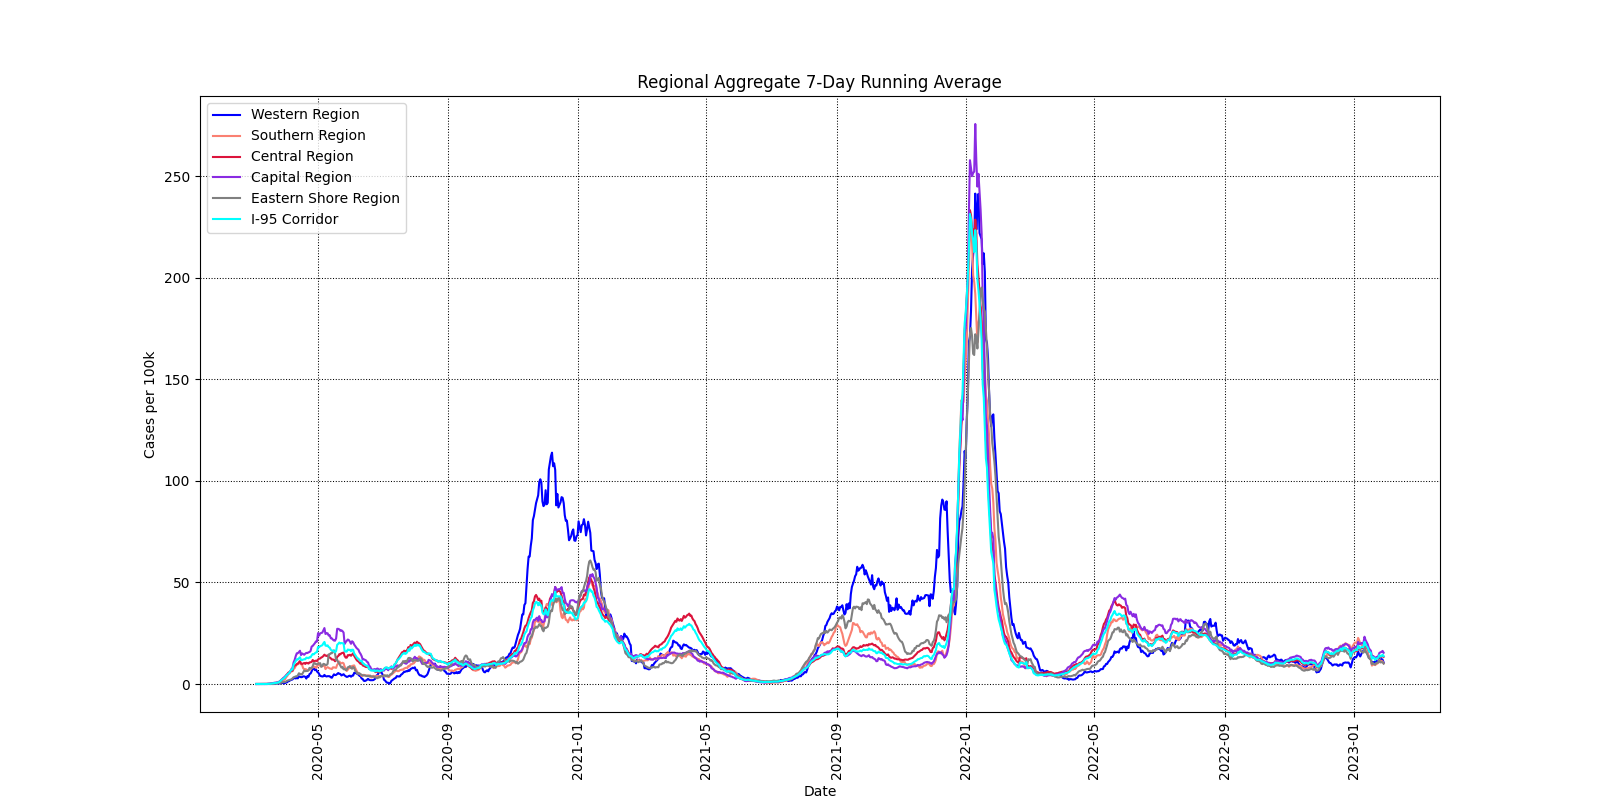 Regional Aggregate 7-Day Running Average
Western Region
Southern Region
Central Region
Capital Region
Eastern Shore Region
I-95 Corridor
Cases per 100k
250
200
150
100
50
0
2020-05
2020-09
2021-01
2021-05
2021-09
2022-01
2022-05
2022-09
2023-01
Date